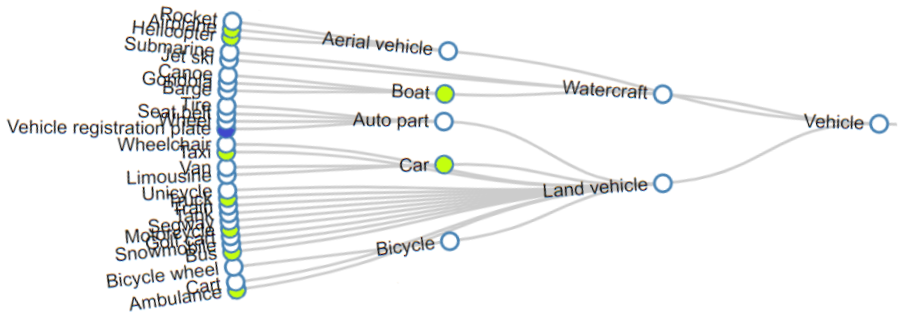 Rocket
Airplane
Helicopter
Submarine
Jet ski
Canoe
Gondola
Barge
Tire
Seat belt
Wheel
Vehicle registration plate
Wheelchair
Taxi
Van
Limousine
Unicycle
Truck
Train
Tank
Segway
Motorcycle
Golf cart
Snowmobile
Bus
Bicycle wheel
Cart
Ambulance
Aerial vehicle
Boat
Auto part
Car
Bicycle
Watercraft
Land vehicle
Vehicle